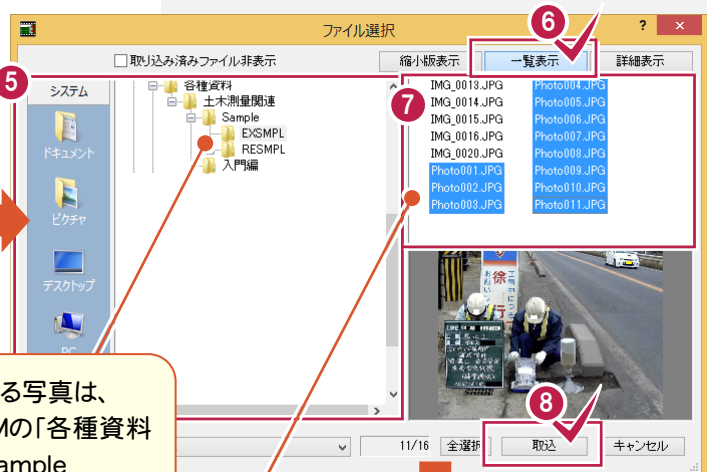 ファイル選択
?
×
6
取り込み済みファイル非表示
縮小版表示
一覧表示
詳細表示
5
システム
ドキュメント
ピクチャ
デスクトップ
PC
各種資料
土木測量関連
Sample
EXSMPL
RESMPL
入門編
7
IMG_0013.JPG
IMG_0014.JPG
IMG_0015.JPG
IMG_0016.JPG
IMG_0020.JPG
Photo001.JPG
Photo002.JPG
Photo003.JPG
Photo004.JPG
Photo005.JPG
Photo006.JPG
Photo007.JPG
Photo008.JPG
Photo009.JPG
Photo010.JPG
Photo011.JPG
徐行
る写真は、
Mの「各種資料
ample
8
11/16
全選択
取込
キャンセル